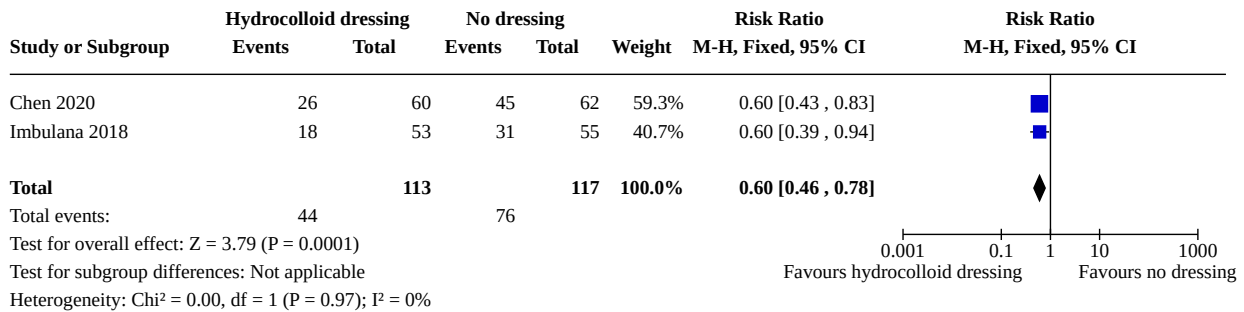 Hydrocolloid dressing No dressing Risk Ratio Risk Ratio
Study or Subgroup Events Total Events Total Weight M-H, Fixed, 95% CI M-H, Fixed, 95% CI
Chen 2020 26 60 45 62 59.3% 0.60 [0.43 , 0.83]
Imbulana 2018 18 53 31 55 40.7% 0.60 [0.39 , 0.94]
Total 113 117 100.0% 0.60 [0.46 , 0.78]
Total events: 44 76
Test for overall effect: Z = 3.79 (P = 0.0001)
0.001 0.1 1 10 1000
Test for subgroup differences: Not applicable Favours hydrocolloid dressing Favours no dressing
Heterogeneity: Chi² = 0.00, df = 1 (P = 0.97); I² = 0%